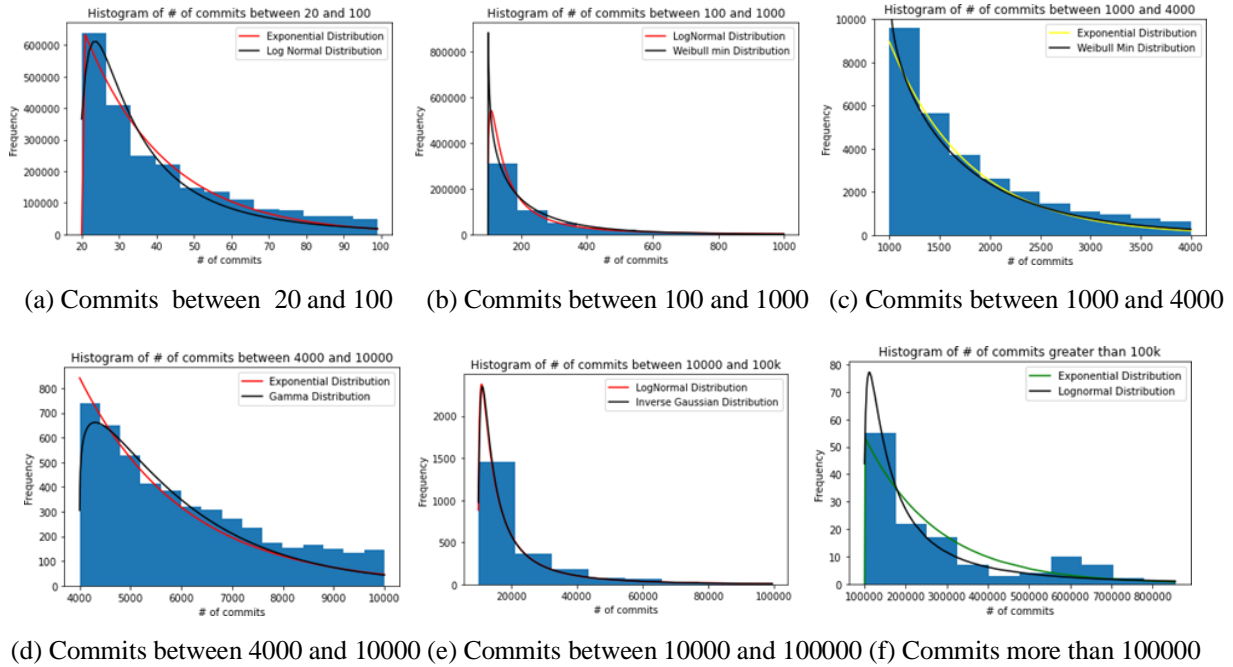 Histogram of # of commits between 20 and 100
Exponential Distribution
Log Normal Distribution
Frequency
600000
500000
400000
300000
200000
100000
0
20 30 40 50 60 70 80 90 100
# of commits
(a) Commits between 20 and 100
Histogram of # of commits between 100 and 1000
LogNormal Distribution
Weibull min Distribution
Frequency
800000
600000
400000
200000
0
200 400 600 800 1000
# of commits
(b) Commits between 100 and 1000
Histogram of # of commits between 1000 and 4000
Exponential Distribution
Weibull Min Distribution
Frequency
10000
8000
6000
4000
2000
0
1000 1500 2000 2500 3000 3500 4000
# of commits
(c) Commits between 1000 and 4000
Histogram of # of commits between 4000 and 10000
Exponential Distribution
Gamma Distribution
Frequency
800
700
600
500
400
300
200
100
0
4000 5000 6000 7000 8000 9000 10000
# of commits
(d) Commits between 4000 and 10000
Histogram of # of commits between 10000 and 100k
LogNormal Distribution
Inverse Gaussian Distribution
Frequency
2000
1500
1000
500
0
20000 40000 60000 80000 100000
# of commits
(e) Commits between 10000 and 100000
Histogram of # of commits greater than 100k
Exponential Distribution
Lognormal Distribution
Frequency
80
70
60
50
40
30
20
10
0
100000 200000 300000 400000 500000 600000 700000 800000
# of commits
(f) Commits more than 100000